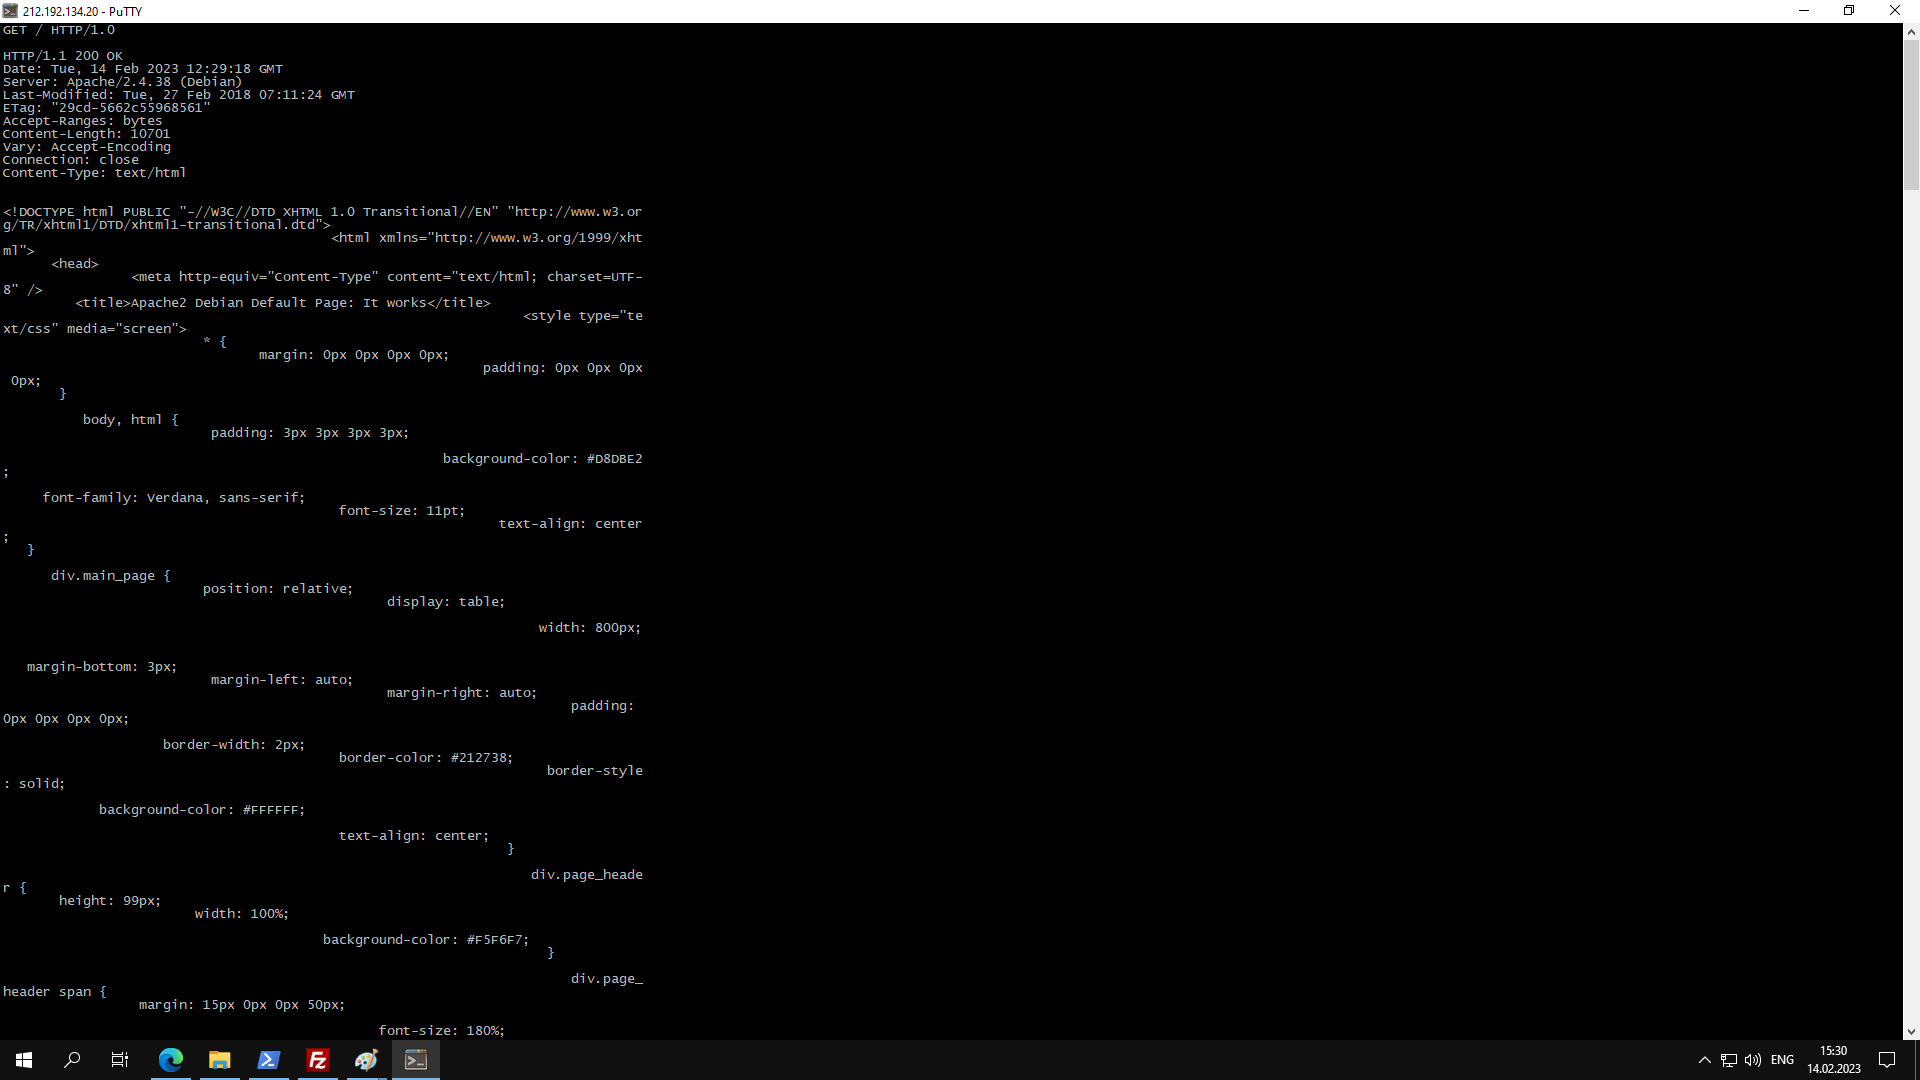 212.192.134.20 - PuTTY
GET / HTTP/1.0
HTTP/1.1 200 OK
Date: Tue, 14 Feb 2023 12:29:18 GMT
Server: Apache/2.4.38 (Debian)
Last-Modified: Tue, 27 Feb 2018 07:11:24 GMT
ETag: "29cd-5662c55968561"
Accept-Ranges: bytes
Content-Length: 10701
Vary: Accept-Encoding
Connection: close
Content-Type: text/html
<!DOCTYPE html PUBLIC "-//W3C//DTD XHTML 1.0 Transitional//EN" "http://www.w3.or
g/TR/xhtml1/DTD/xhtml1-transitional.dtd">
<html xmlns="http://www.w3.org/1999/xht
ml">
<head>
<meta http-equiv="Content-Type" content="text/html; charset=UTF-
8" />
<title>Apache2 Debian Default Page: It works</title>
<style type="te
xt/css" media="screen">
* {
margin: 0px 0px 0px 0px;
padding: 0px 0px 0px
0px;
}
body, html {
padding: 3px 3px 3px 3px;
background-color: #D8DBE2
;
font-family: Verdana, sans-serif;
font-size: 11pt;
text-align: center
;
}
div.main_page {
position: relative;
display: table;
width: 800px;
margin-bottom: 3px;
margin-left: auto;
margin-right: auto;
padding:
0px 0px 0px 0px;
border-width: 2px;
border-color: #212738;
border-style
: solid;
background-color: #FFFFFF;
text-align: center;
}
div.page_heade
r {
height: 99px;
width: 100%;
background-color: #F5F6F7;
}
div.page_
header span {
margin: 15px 0px 0px 50px;
font-size: 180%;
ENG
15:30
14.02.2023